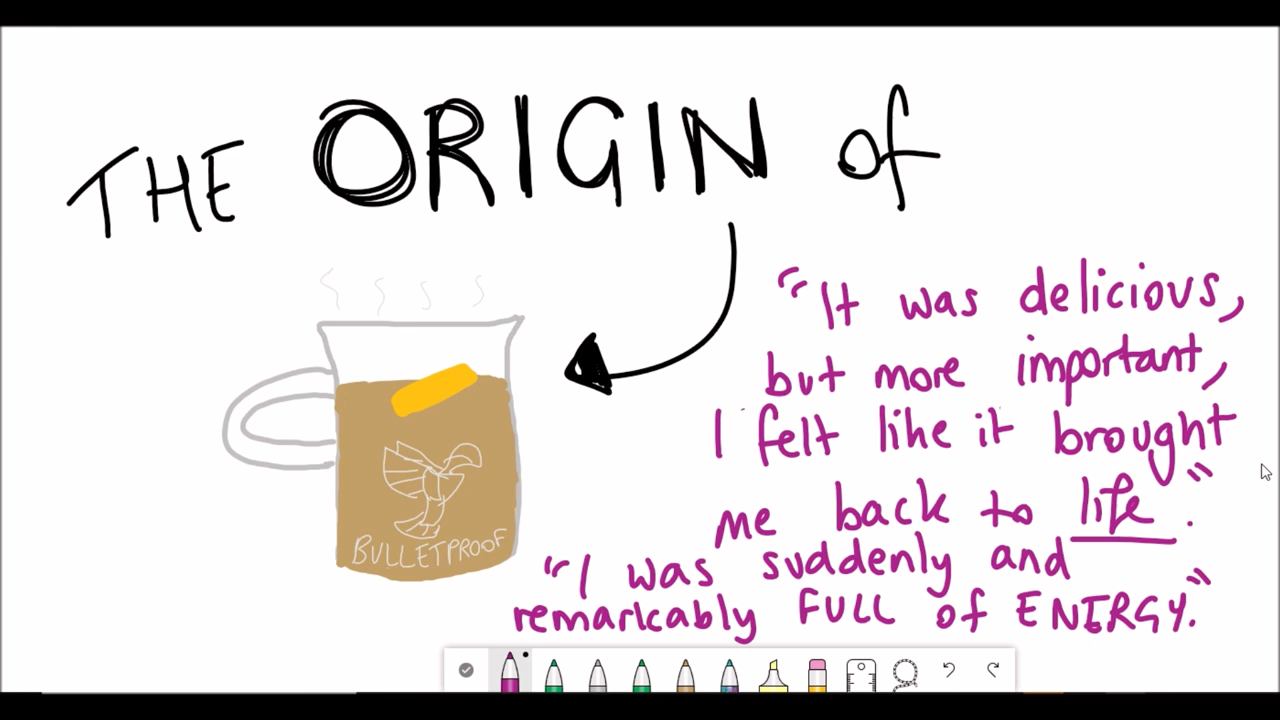 THE ORIGIN of
"It was delicious,
but more important,
I felt like it brought
me back to life."
"I was suddenly and
remarkably FULL of ENERGY."
BULLETPROOF